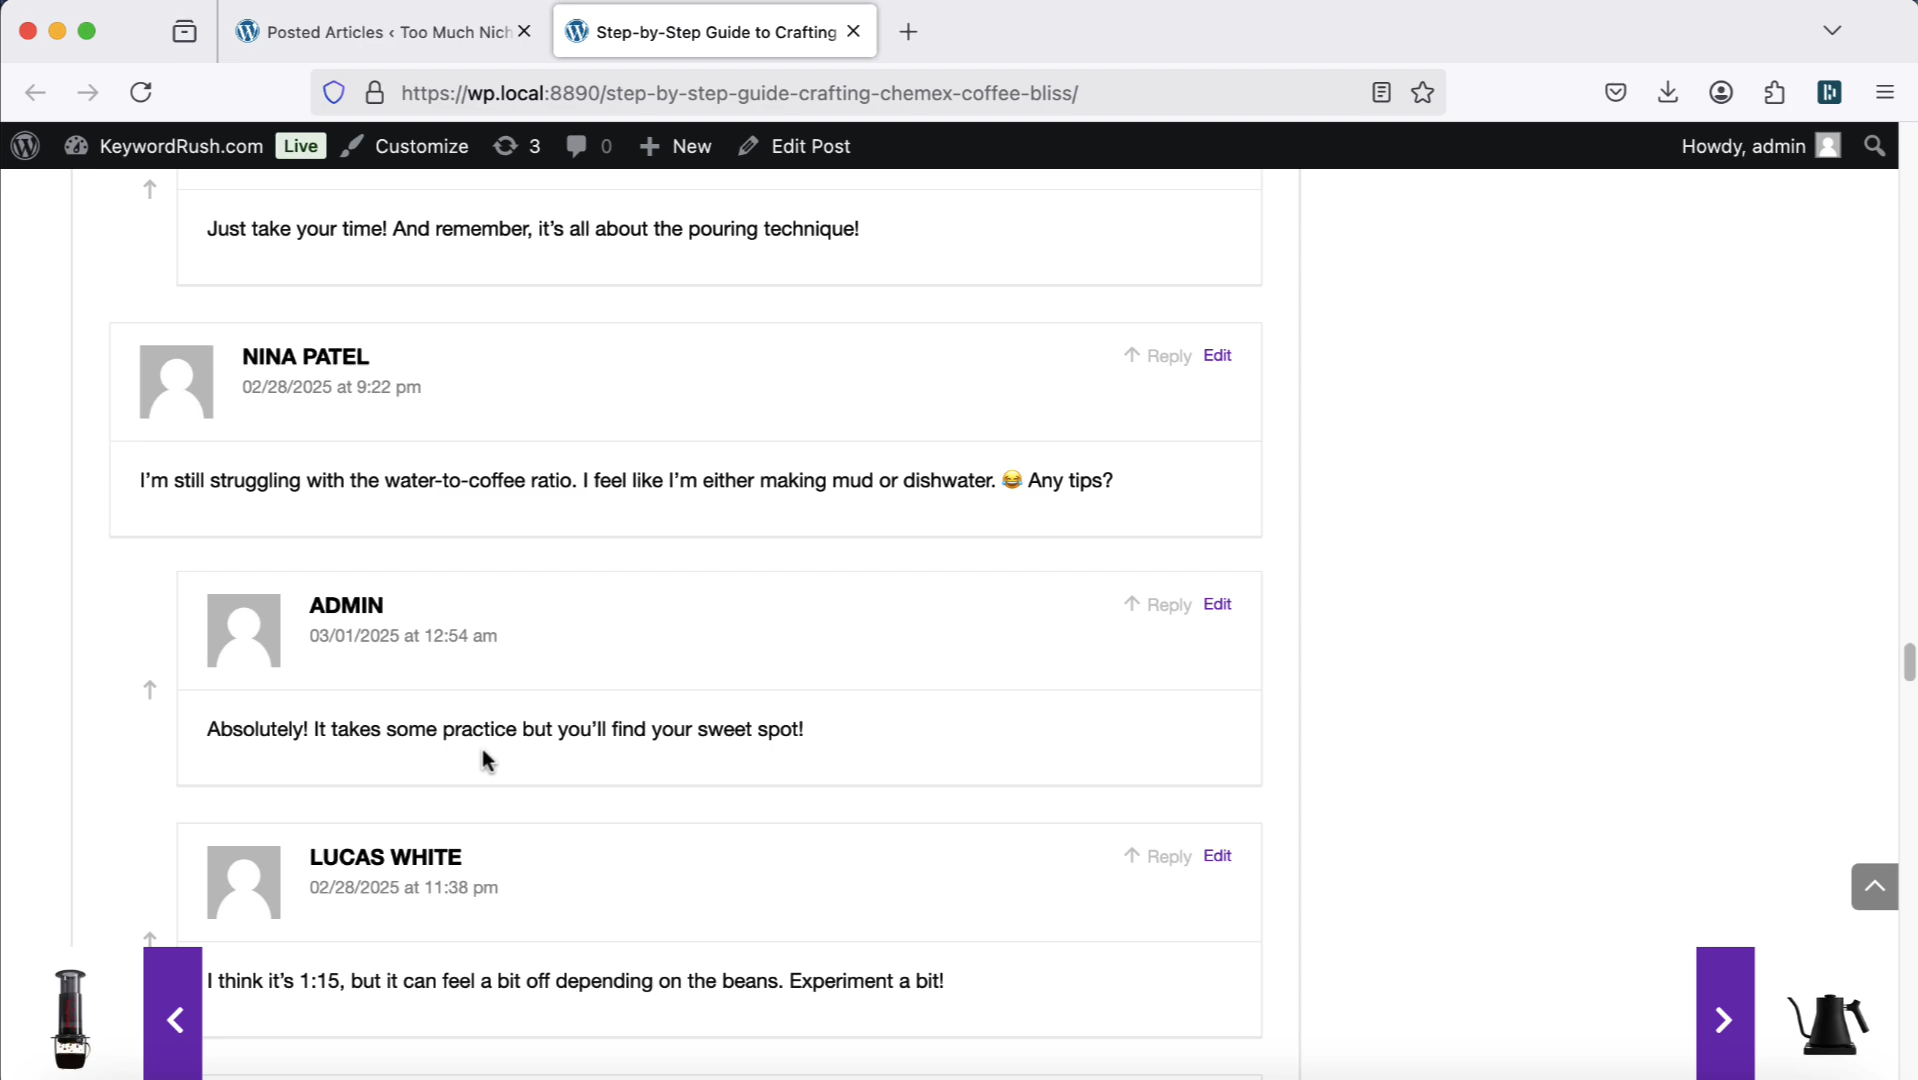 Posted Articles ‹ Too Much Nich
Step-by-Step Guide to Crafting
https://wp.local:8890/step-by-step-guide-crafting-chemex-coffee-bliss/
KeywordRush.com
Live
Customize
3
0
New
Edit Post
Howdy, admin
Just take your time! And remember, it’s all about the pouring technique!
NINA PATEL
Reply Edit
02/28/2025 at 9:22 pm
I’m still struggling with the water-to-coffee ratio. I feel like I’m either making mud or dishwater. 😂 Any tips?
ADMIN
Reply Edit
03/01/2025 at 12:54 am
Absolutely! It takes some practice but you’ll find your sweet spot!
LUCAS WHITE
Reply Edit
02/28/2025 at 11:38 pm
I think it’s 1:15, but it can feel a bit off depending on the beans. Experiment a bit!